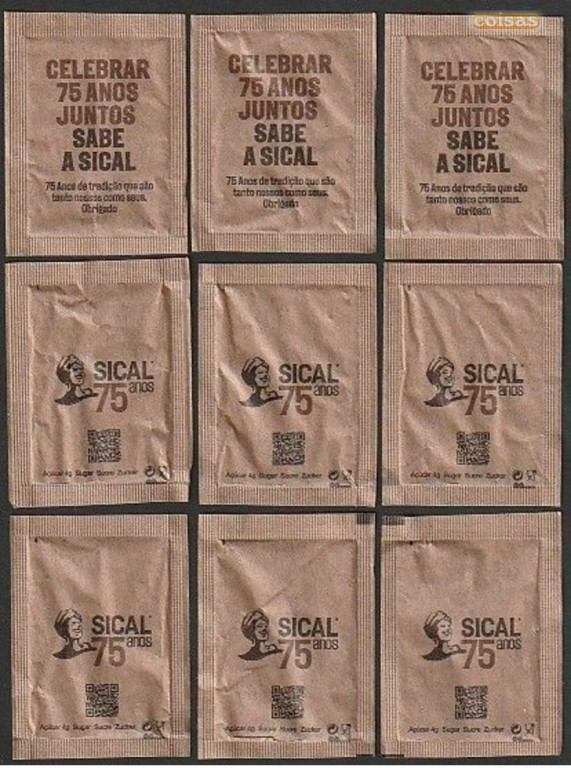 coisas
CELEBRAR
75 ANOS
JUNTOS
SABE
A SICAL
75 Anos de tradição que são
tanto nossos como seus.
Obrigado
CELEBRAR
75 ANOS
JUNTOS
SABE
A SICAL
75 Anos de tradição que são
tanto nossos como seus.
Obrigado
CELEBRAR
75 ANOS
JUNTOS
SABE
A SICAL
75 Anos de tradição que são
tanto nossos como seus.
Obrigado
SICAL
75 anos
Açúcar 4g Sugar Sucre Zucker
SICAL
75 anos
Açúcar 4g Sugar Sucre Zucker
SICAL
75 anos
Açúcar 4g Sugar Sucre Zucker
SICAL
75 anos
Açúcar 4g Sugar Sucre Zucker
SICAL
75 anos
Açúcar 4g Sugar Sucre Zucker
SICAL
75 anos
Açúcar 4g Sugar Sucre Zucker